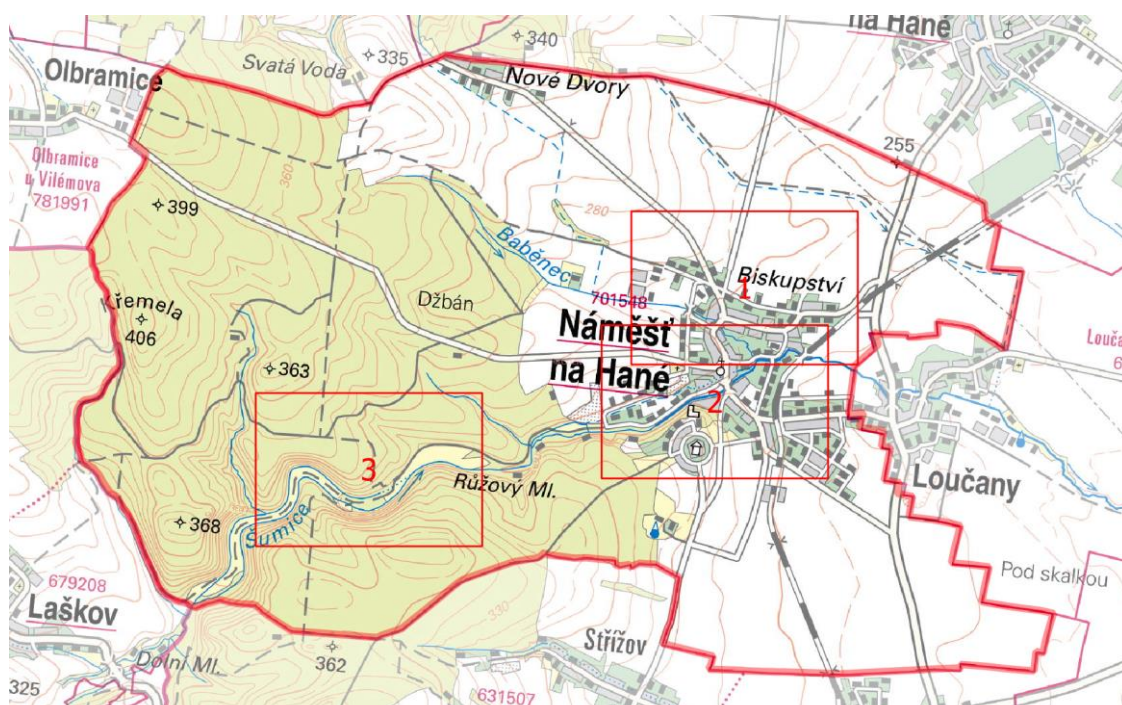 na Hané
340
335
Svatá Voda
Olbramice
Nové Dvory
255
Olbramice
u Vilémova
781991
399
280
360
Baběnec
Biskupství
Džbán
701548
1
Křemela
406
Náměšť
na Hané
Loučа
363
2
3
Růžový Ml.
Loučany
368
Šumice
Pod skalkou
679208
Laškov
330
Střížov
Dolní Ml.
362
325
631507